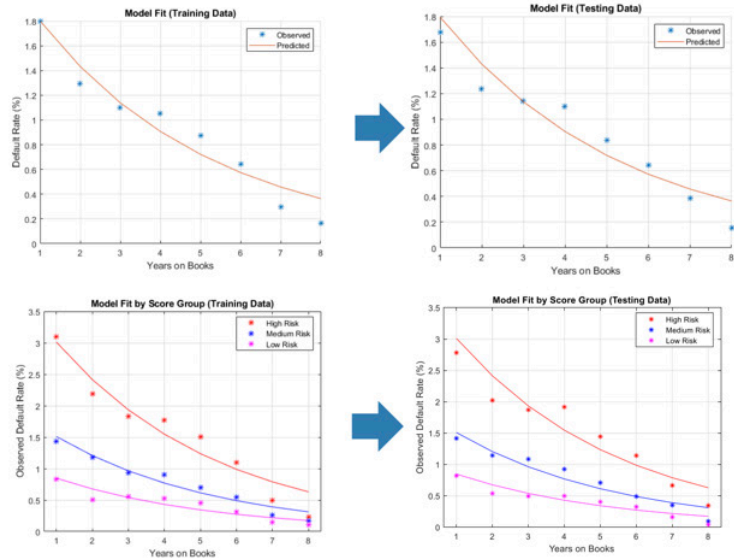 Model Fit (Training Data)
Observed
Predicted
Default Rate (%)
1.8
1.6
1.4
1.2
1
0.8
0.6
0.4
0.2
0
1 2 3 4 5 6 7 8
Years on Books
Model Fit (Testing Data)
Observed
Predicted
Default Rate (%)
1.8
1.6
1.4
1.2
1
0.8
0.6
0.4
0.2
0
1 2 3 4 5 6 7 8
Years on Books
Model Fit by Score Group (Training Data)
High Risk
Medium Risk
Low Risk
Observed Default Rate (%)
3.5
3
2.5
2
1.5
1
0.5
0
1 2 3 4 5 6 7 8
Years on Books
Model Fit by Score Group (Testing Data)
High Risk
Medium Risk
Low Risk
Observed Default Rate (%)
3.5
3
2.5
2
1.5
1
0.5
0
1 2 3 4 5 6 7 8
Years on Books